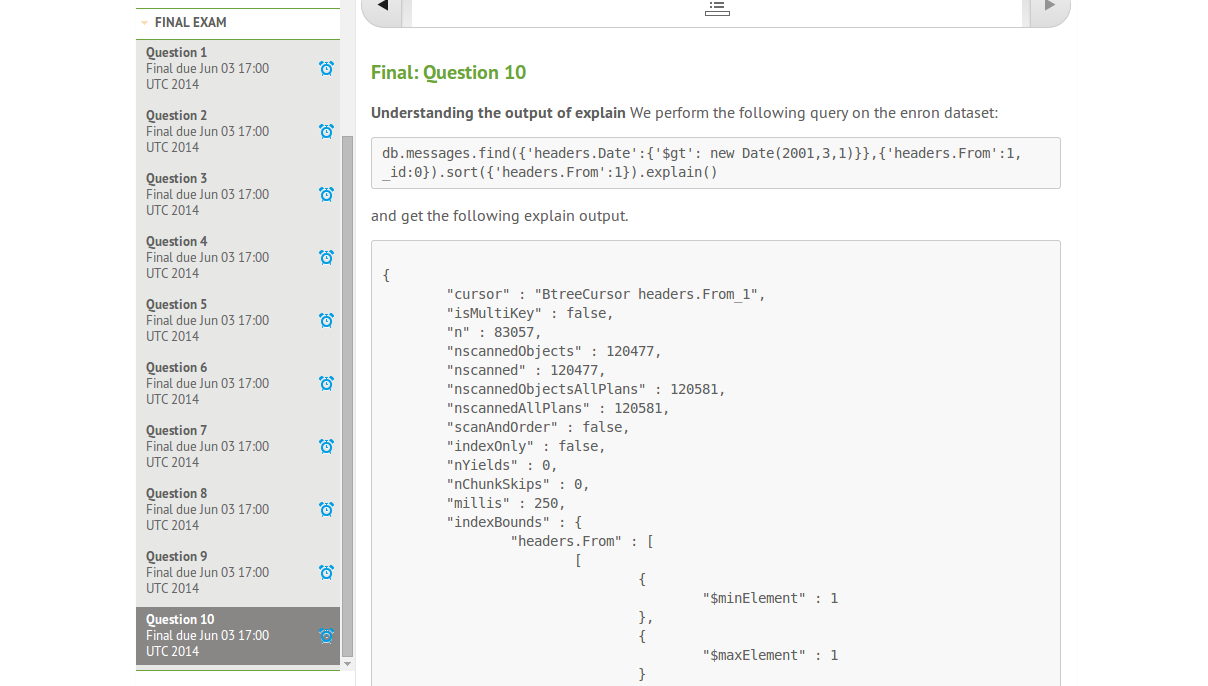 FINAL EXAM
Question 1
Final due Jun 03 17:00
UTC 2014
Question 2
Final due Jun 03 17:00
UTC 2014
Question 3
Final due Jun 03 17:00
UTC 2014
Question 4
Final due Jun 03 17:00
UTC 2014
Question 5
Final due Jun 03 17:00
UTC 2014
Question 6
Final due Jun 03 17:00
UTC 2014
Question 7
Final due Jun 03 17:00
UTC 2014
Question 8
Final due Jun 03 17:00
UTC 2014
Question 9
Final due Jun 03 17:00
UTC 2014
Question 10
Final due Jun 03 17:00
UTC 2014
Final: Question 10
Understanding the output of explain We perform the following query on the enron dataset:
db.messages.find({'headers.Date':{'$gt': new Date(2001,3,1)}},{'headers.From':1,
_id:0}).sort({'headers.From':1}).explain()
and get the following explain output.
{
"cursor" : "BtreeCursor headers.From_1",
"isMultiKey" : false,
"n" : 83057,
"nscannedObjects" : 120477,
"nscanned" : 120477,
"nscannedObjectsAllPlans" : 120581,
"nscannedAllPlans" : 120581,
"scanAndOrder" : false,
"indexOnly" : false,
"nYields" : 0,
"nChunkSkips" : 0,
"millis" : 250,
"indexBounds" : {
"headers.From" : [
[
{
"$minElement" : 1
},
{
"$maxElement" : 1
}